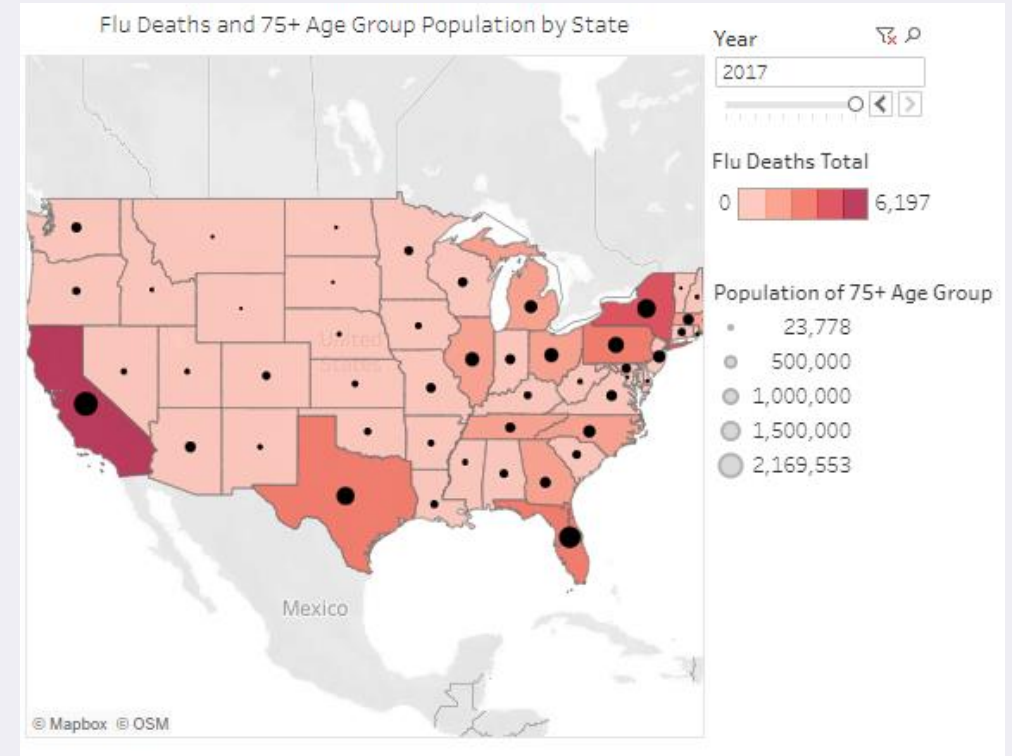 Flu Deaths and 75+ Age Group Population by State
Year
2017
Flu Deaths Total
0 6,197
Population of 75+ Age Group
23,778
500,000
1,000,000
1,500,000
2,169,553
United
States
Mexico
© Mapbox © OSM